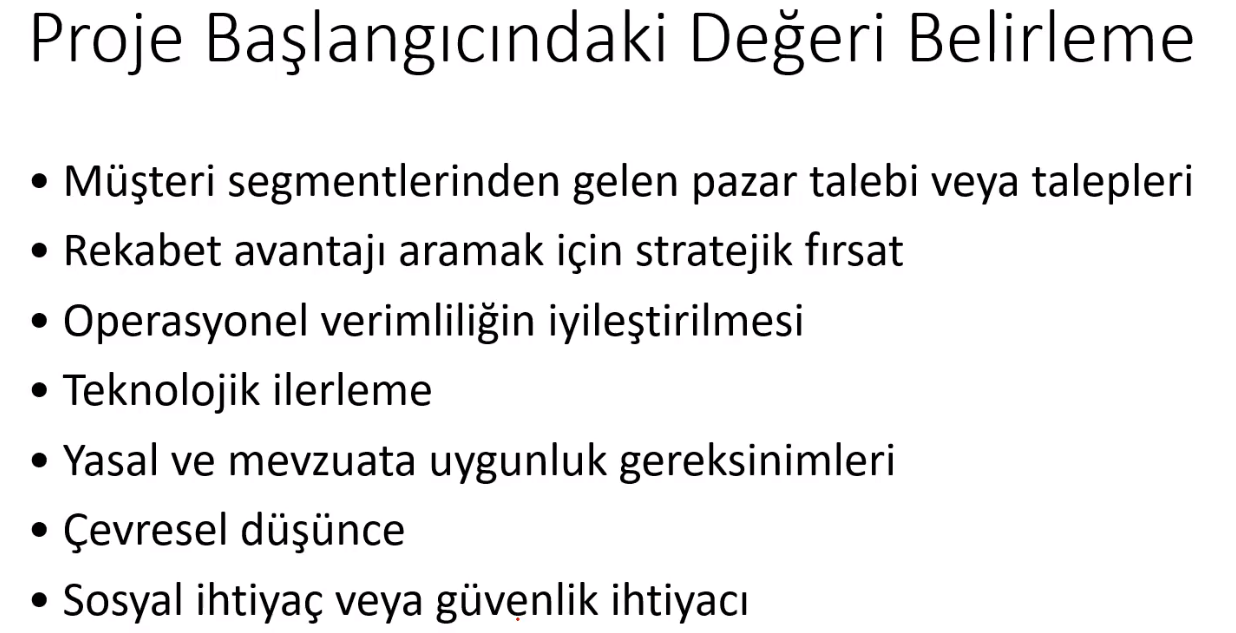 Proje Başlangıcındaki Değeri Belirleme
• Müşteri segmentlerinden gelen pazar talebi veya talepleri
• Rekabet avantajı aramak için stratejik fırsat
• Operasyonel verimliliğin iyileştirilmesi
• Teknolojik ilerleme
• Yasal ve mevzuata uygunluk gereksinimleri
• Çevresel düşünce
• Sosyal ihtiyaç veya güvenlik ihtiyacı